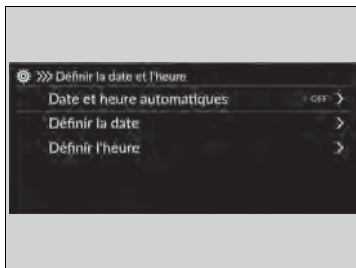 Définir la date et l'heure
Date et heure automatiques OFF
Définir la date
Définir l'heure